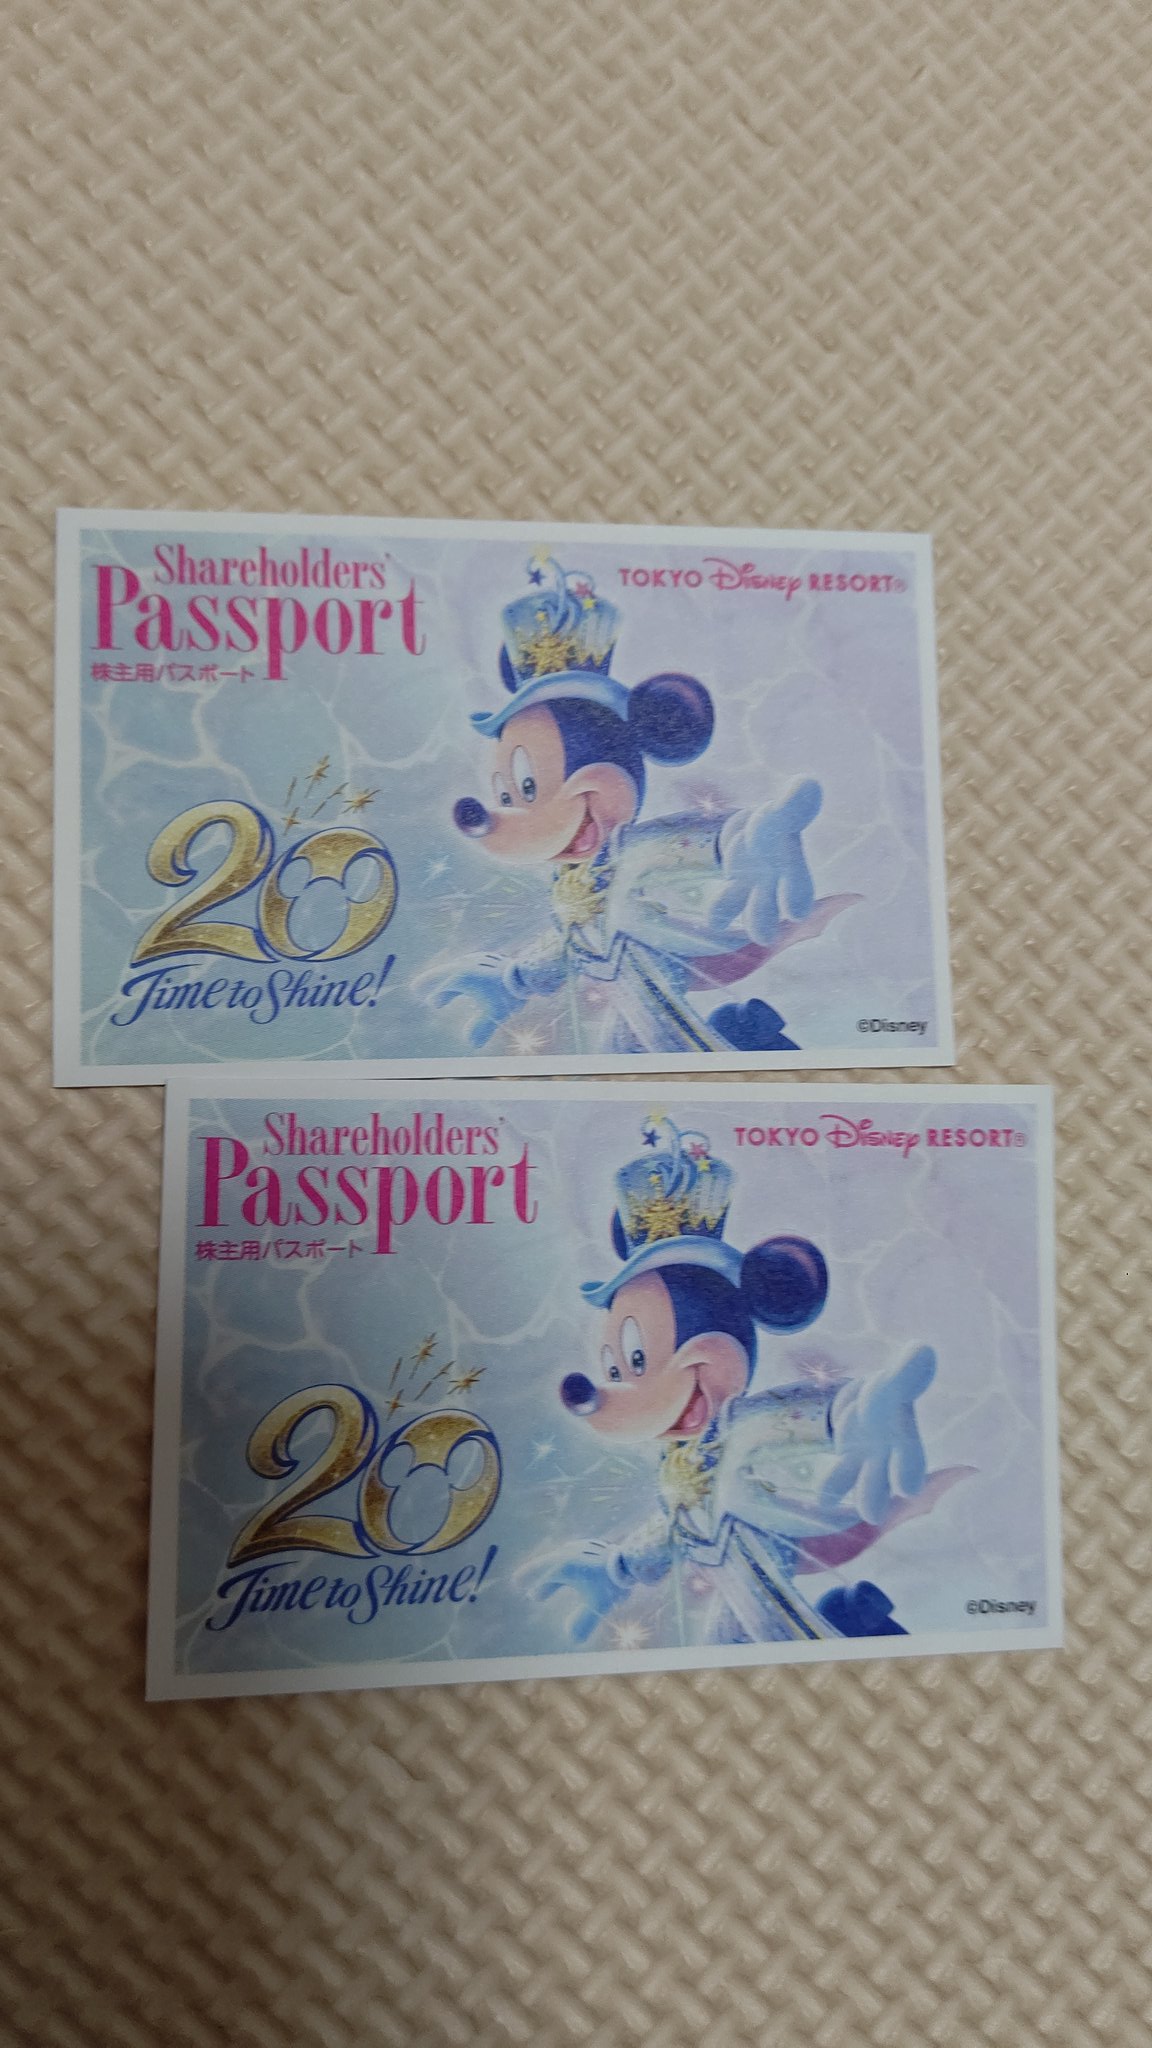 Shareholders'
Passport
株主用パスポート
TOKYO Disney RESORT®
20
Time to Shine!
©Disney
Shareholders'
Passport
株主用パスポート
TOKYO Disney RESORT®
20
Time to Shine!
©Disney